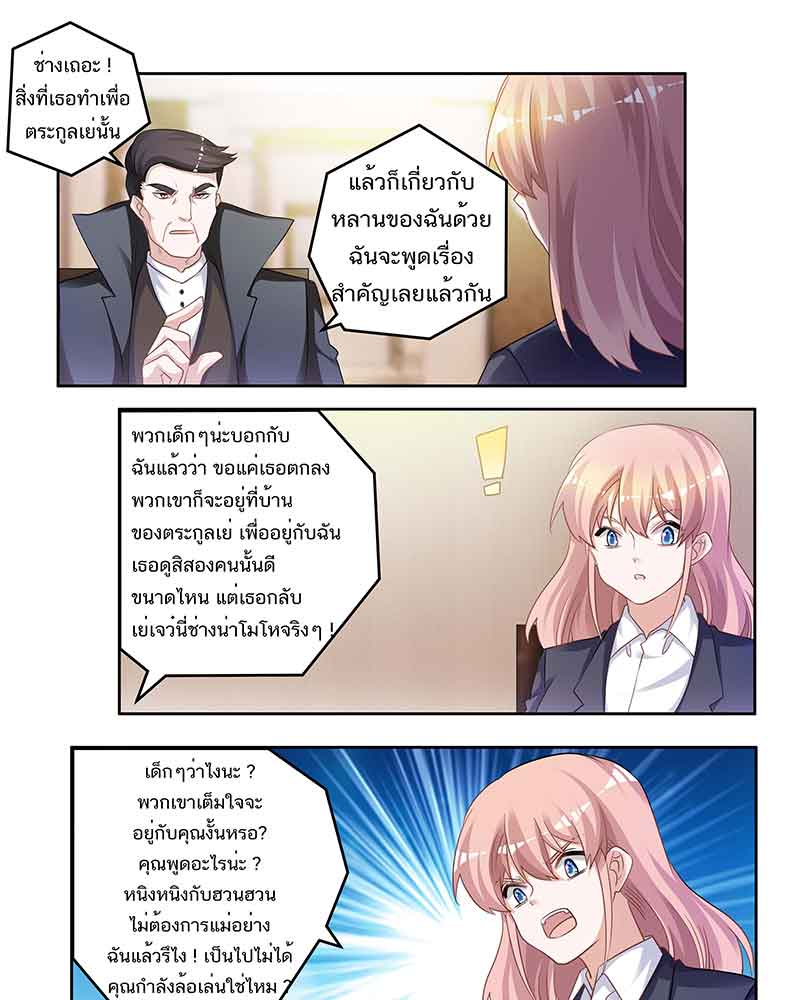 ช่างเถอะ !
สิ่งที่เธอทำเพื่อ
ตระกูลเย่นั้น
แล้วก็เกี่ยวกับ
หลานของฉันด้วย
ฉันจะพูดเรื่อง
สำคัญเลยแล้วกัน
พวกเด็กๆน่ะบอกกับ
ฉันแล้วว่า ขอแค่เธอตกลง
พวกเขาก็จะอยู่ที่บ้าน
ของตระกูลเย่ เพื่ออยู่กับฉัน
เธอดูสิสองคนนั้นดี
ขนาดไหน แต่เธอกลับ
เย่เจว๋นี่ช่างน่าโมโหจริงๆ !
เด็กๆว่าไงนะ ?
พวกเขาเต็มใจจะ
อยู่กับคุณงั้นหรอ?
คุณพูดอะไรน่ะ ?
หนิงหนิงกับฮวนฮวน
ไม่ต้องการแม่อย่าง
ฉันแล้วรึไง ! เป็นไปไม่ได้
คุณกำลังล้อเล่นใช่ไหม ?